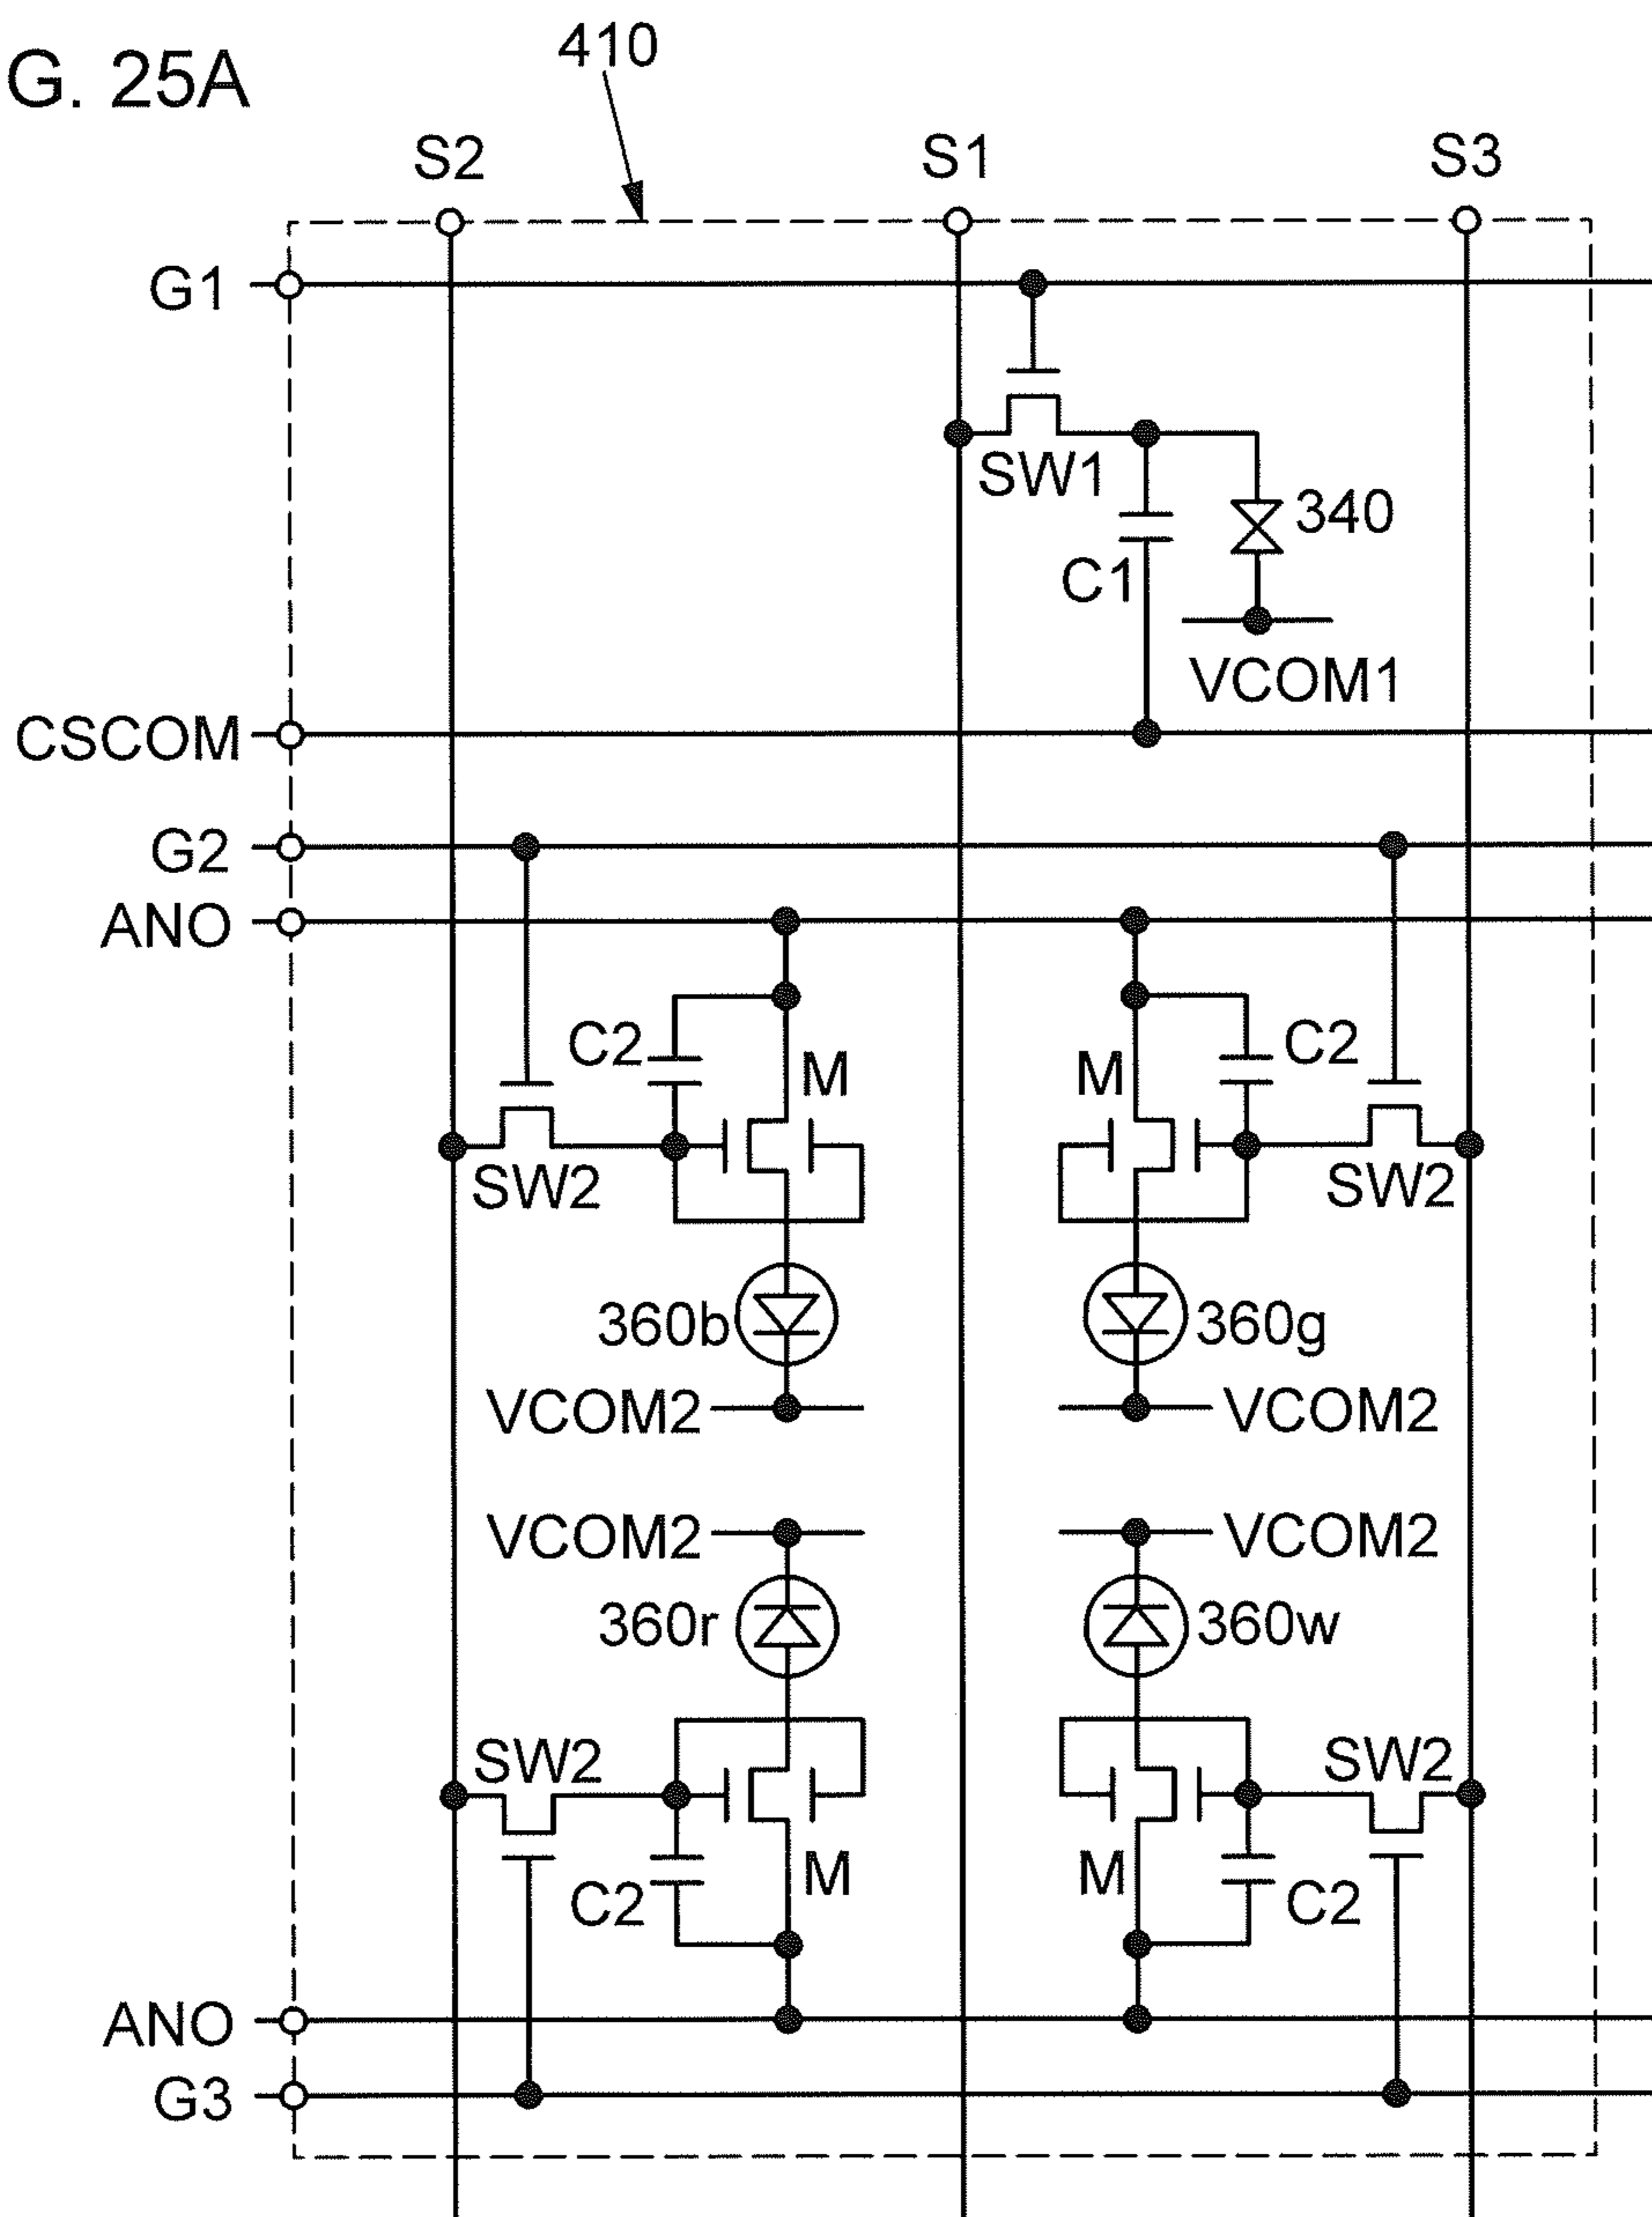 G. 25A
410
S2
S1
S3
G1
SW1
340
C1
VCOM1
CSCOM
G2
ANO
C2
M
M
C2
SW2
SW2
360b
360g
VCOM2
VCOM2
VCOM2
VCOM2
360r
360w
SW2
SW2
C2
M
M
C2
ANO
G3